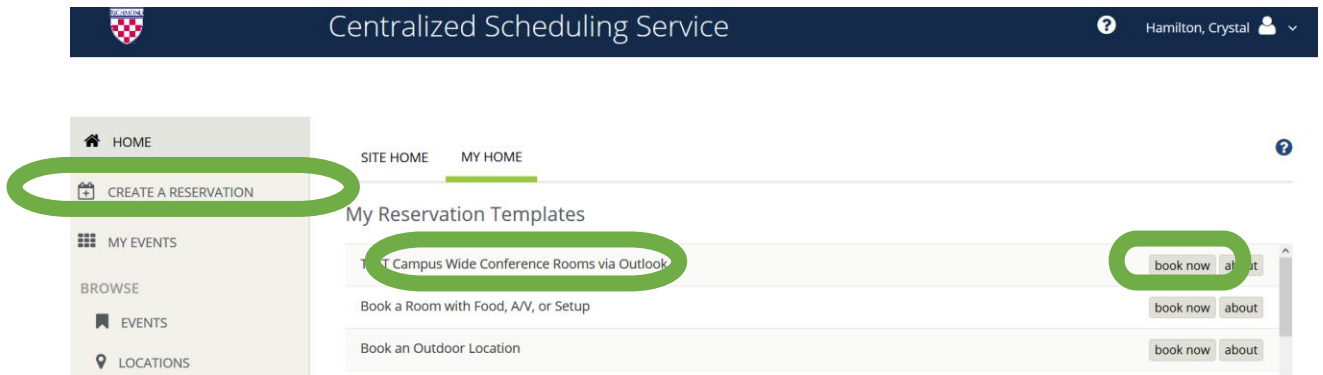 RICHMOND
Centralized Scheduling Service
Hamilton, Crystal
HOME
CREATE A RESERVATION
MY EVENTS
BROWSE
EVENTS
LOCATIONS
SITE HOME MY HOME
My Reservation Templates
Campus Wide Conference Rooms via Outlook book now
Book a Room with Food, A/V, or Setup book now about
Book an Outdoor Location book now about